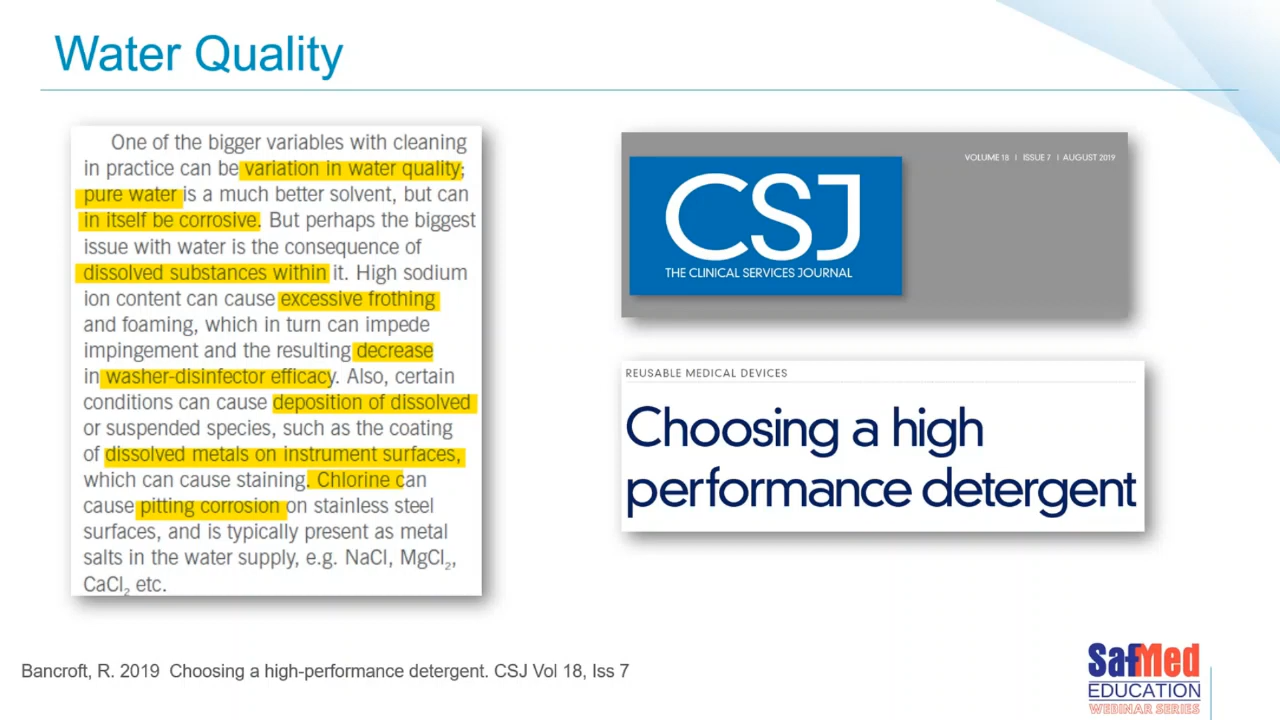 Water Quality
One of the bigger variables with cleaning
in practice can be variation in water quality;
pure water is a much better solvent, but can
in itself be corrosive. But perhaps the biggest
issue with water is the consequence of
dissolved substances within it. High sodium
ion content can cause excessive frothing
and foaming, which in turn can impede
impingement and the resulting decrease
in washer-disinfector efficacy. Also, certain
conditions can cause deposition of dissolved
or suspended species, such as the coating
of dissolved metals on instrument surfaces,
which can cause staining. Chlorine can
cause pitting corrosion on stainless steel
surfaces, and is typically present as metal
salts in the water supply, e.g. NaCl, MgCl₂,
CaCl₂ etc.
VOLUME 18 | ISSUE 7 | AUGUST 2019
CSJ
THE CLINICAL SERVICES JOURNAL
REUSABLE MEDICAL DEVICES
Choosing a high
performance detergent
Bancroft, R. 2019 Choosing a high-performance detergent. CSJ Vol 18, Iss 7
SafMed
EDUCATION
WEBINAR SERIES